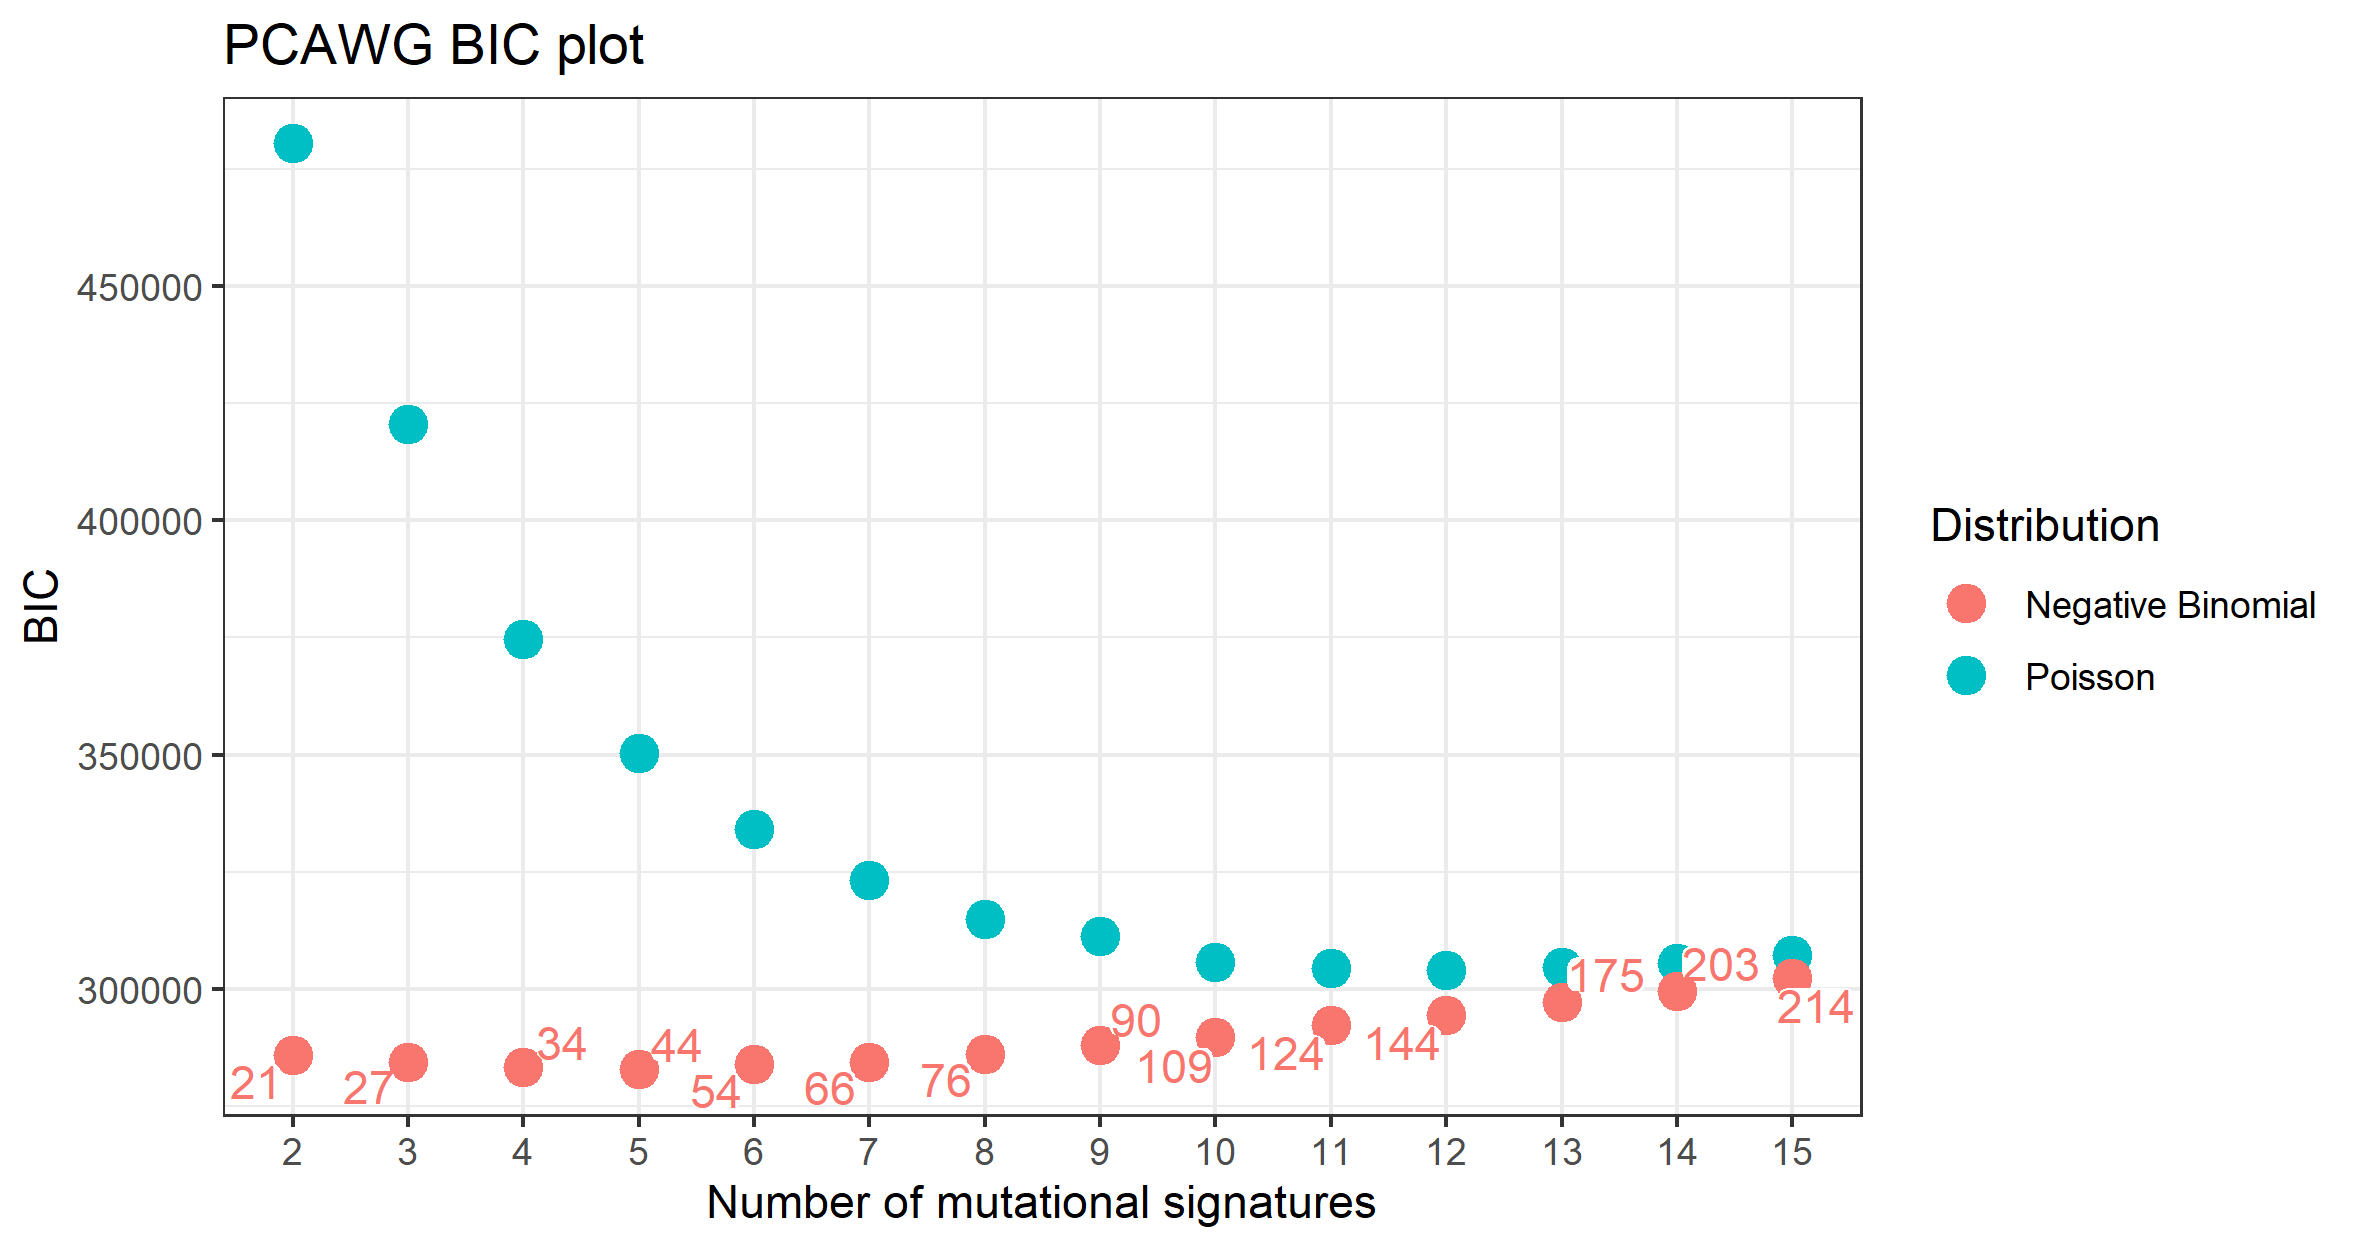 PCAWG BIC plot
450000
400000
350000
300000
BIC
21
27
34
44
54
66
76
90
109
124
144
175
203
214
2 3 4 5 6 7 8 9 10 11 12 13 14 15
Number of mutational signatures
Distribution
Negative Binomial
Poisson